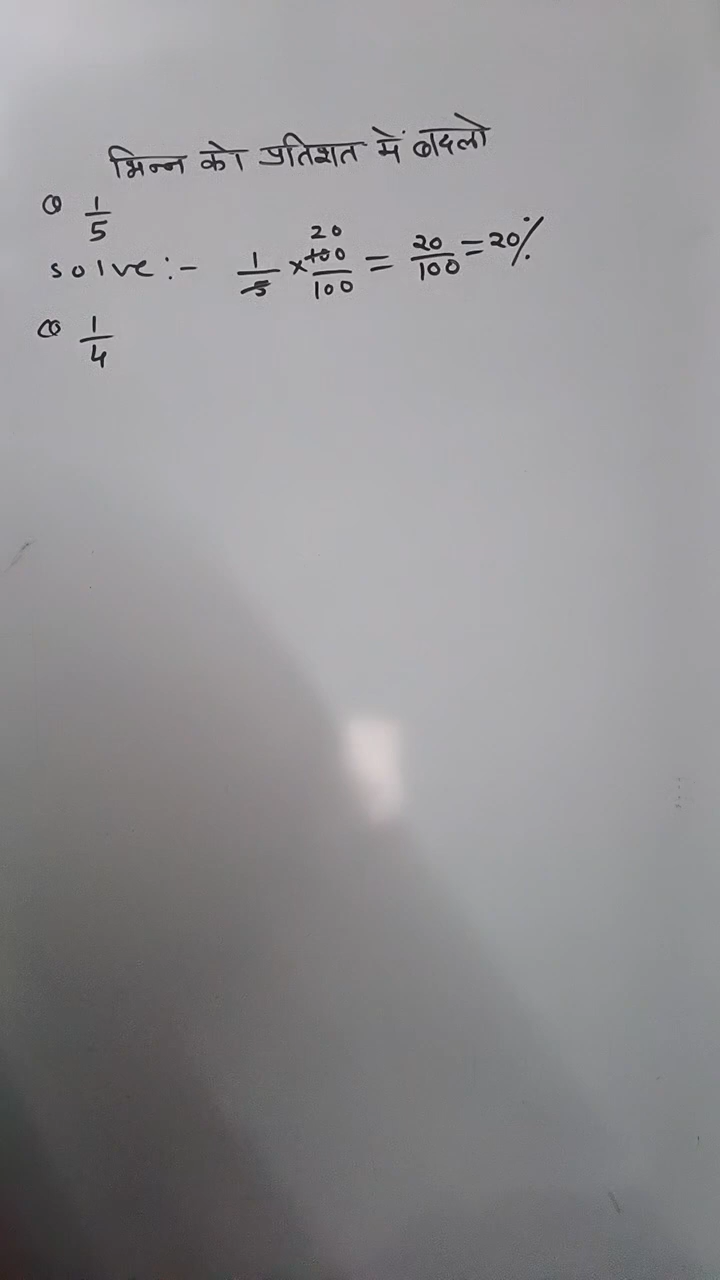 भिन्न को प्रतिशत में बदलो
Q 1/5
solve:- 1/5 × 100/100 = 20/100 = 20%
20
Q 1/4